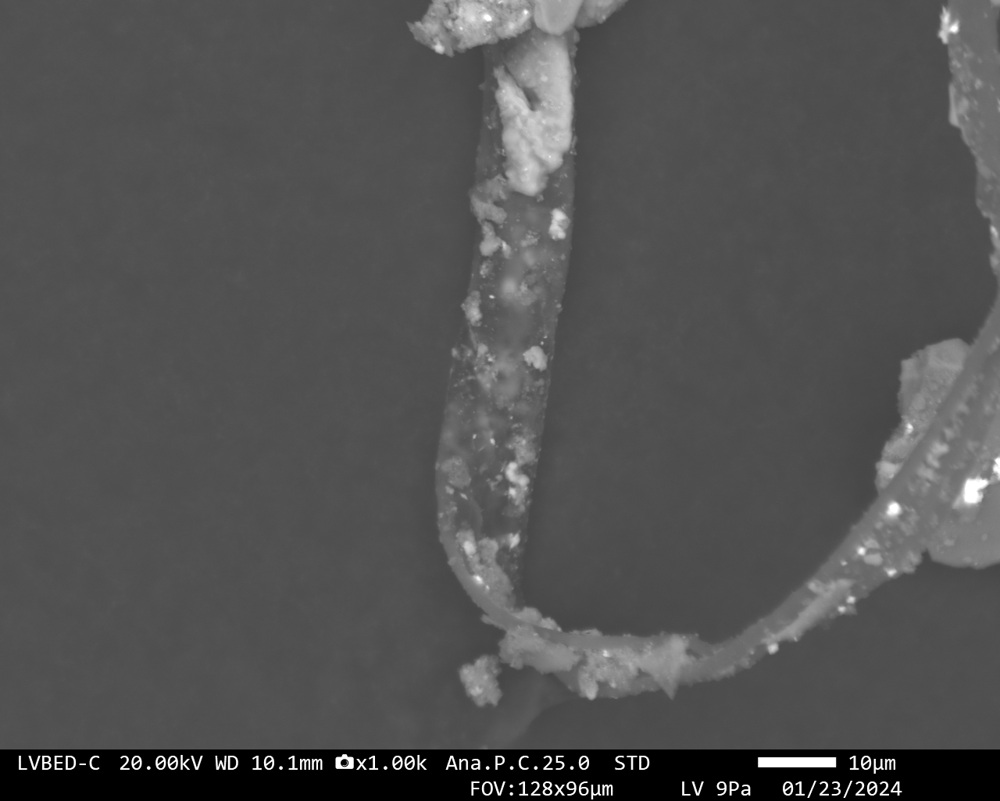 LVBED-C 20.00kV WD 10.1mm x1.00k Ana.P.C.25.0 STD 10µm
FOV:128x96µm LV 9Pa 01/23/2024